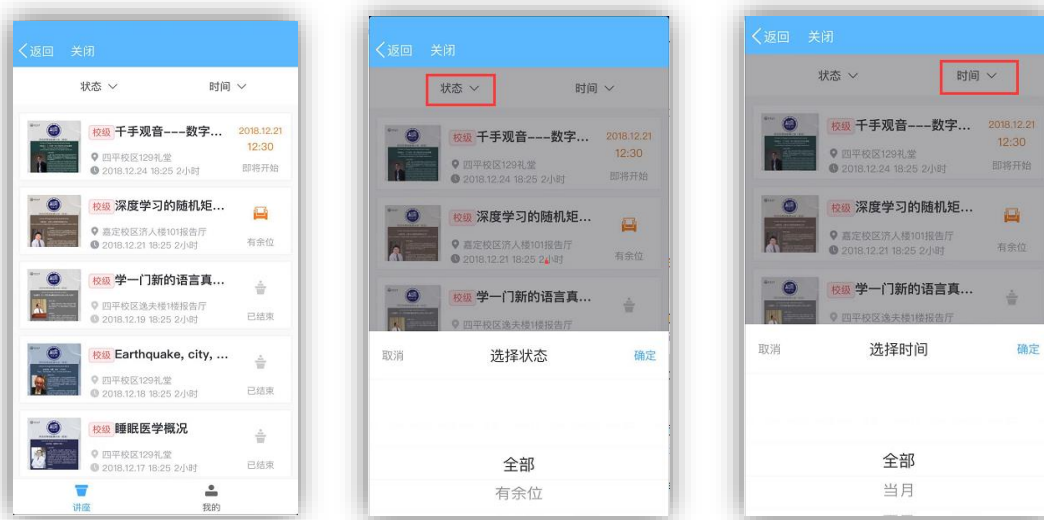 返回 关闭
状态 时间
校级 千手观音---数字... 2018.12.21
12:30
四平校区129礼堂
2018.12.24 18:25 2小时 即将开始
校级 深度学习的随机矩...
嘉定校区济人楼101报告厅
2018.12.21 18:25 2小时 有余位
校级 学一门新的语言真...
四平校区逸夫楼1楼报告厅
2018.12.19 18:25 2小时 已结束
校级 Earthquake, city, ...
四平校区129礼堂
2018.12.18 18:25 2小时 已结束
校级 睡眠医学概况
四平校区129礼堂
2018.12.17 18:25 2小时 已结束
讲座 我的
返回 关闭
状态 时间
校级 千手观音---数字... 2018.12.21
12:30
四平校区129礼堂
2018.12.24 18:25 2小时 即将开始
校级 深度学习的随机矩...
嘉定校区济人楼101报告厅
2018.12.21 18:25 2小时 有余位
校级 学一门新的语言真...
四平校区逸夫楼1楼报告厅
取消 选择状态 确定
全部
有余位
返回 关闭
状态 时间
校级 千手观音---数字... 2018.12.21
12:30
四平校区129礼堂
2018.12.24 18:25 2小时 即将开始
校级 深度学习的随机矩...
嘉定校区济人楼101报告厅
2018.12.21 18:25 2小时 有余位
校级 学一门新的语言真...
四平校区逸夫楼1楼报告厅
取消 选择时间 确定
全部
当月